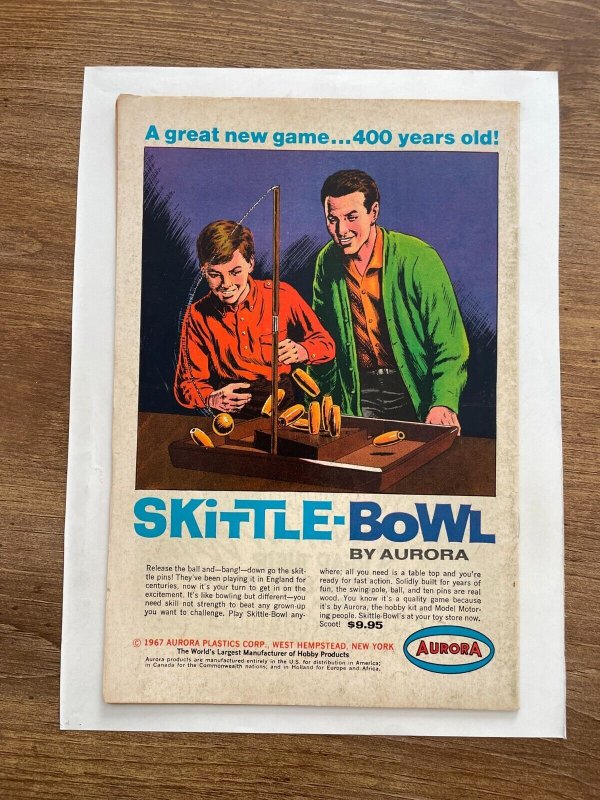 A great new game...400 years old!
SKiTTLE-BoWL
BY AURORA
Release the ball and—bang!—down go the skit-
tle pins! They've been playing it in England for
centuries, now it's your turn to get in on the
excitement. It's like bowling but different—you
need skill not strength to beat any grown-up
you want to challenge. Play Skittle-Bowl any-
where; all you need is a table top and you're
ready for fast action. Solidly built for years of
fun, the swing-pole, ball, and ten-pins are real
wood. You know it's a quality game because
it's by Aurora, the hobby kit and Model Motor-
ing people. Skittle-Bowl's at your toy store now.
Scoot! $9.95
© 1967 AURORA PLASTICS CORP., WEST HEMPSTEAD, NEW YORK
The World's Largest Manufacturer of Hobby Products
Aurora products are manufactured entirely in the U.S. for distribution in America;
in Canada for the Commonwealth nations; and in Holland for Europe and Africa.
AURORA